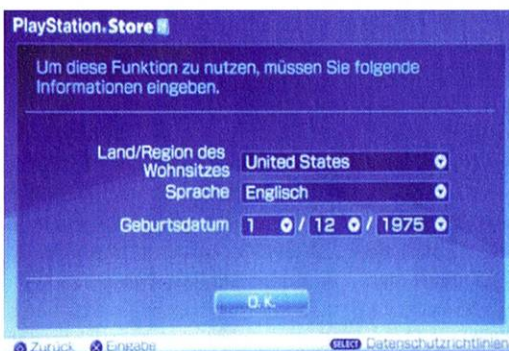 PlayStation®Store
Um diese Funktion zu nutzen, müssen Sie folgende
Informationen eingeben.
Land/Region des
Wohnsitzes
United States
Sprache Englisch
Geburtsdatum 1 / 12 / 1975
O.K.
Zurück Eingabe SELECT Datenschutzrichtlinien